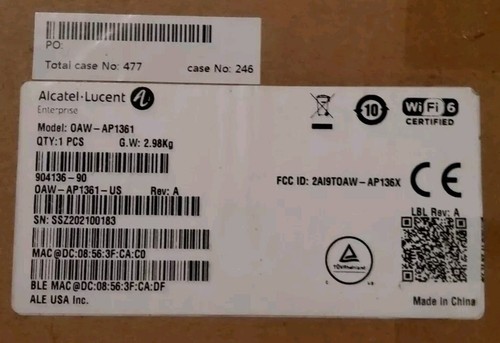 PO:
Total case No: 477 case No: 246
Alcatel·Lucent
Enterprise
Model: OAW-AP1361
QTY:1 PCS G.W: 2.98Kg
904136-90
OAW-AP1361-US Rev: A
SN: SSZ202100183
MAC@DC:08:56:3F:CA:C0
BLE MAC@DC:08:56:3F:CA:DF
ALE USA Inc.
10
Wi Fi 6
CERTIFIED
FCC ID: 2AI9TOAW-AP136X
CE
LBL Rev: A
TÜVRheinland
Made in China